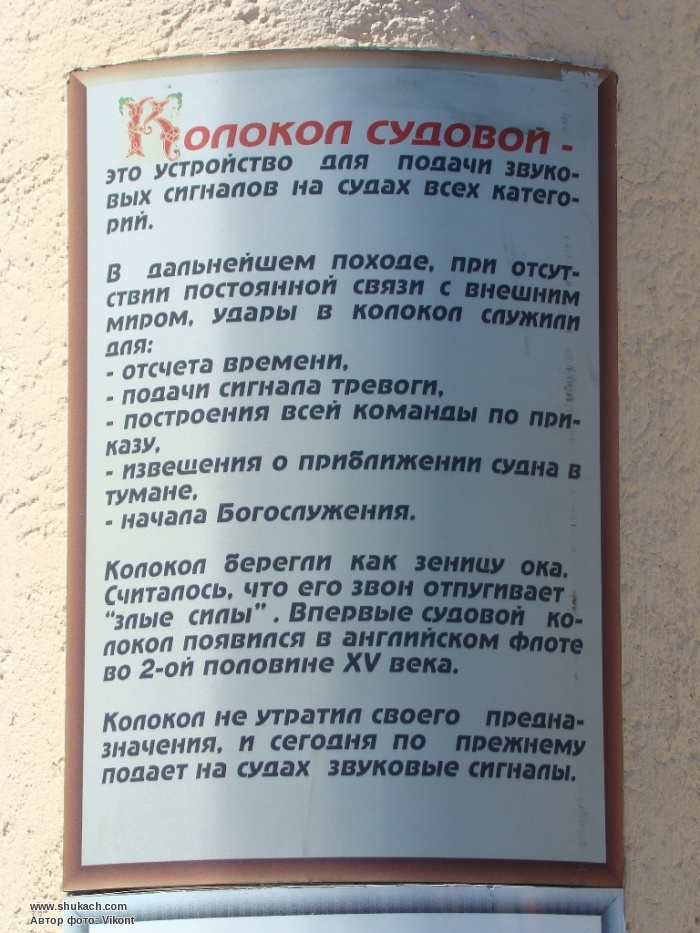 Колокол судовой -
это устройство для подачи звуко-
вых сигналов на судах всех катего-
рий.
В дальнейшем походе, при отсут-
ствии постоянной связи с внешним
миром, удары в колокол служили
для:
- отсчета времени,
- подачи сигнала тревоги,
- построения всей команды по при-
казу,
- извещения о приближении судна в
тумане,
- начала Богослужения.
Колокол берегли как зеницу ока.
Считалось, что его звон отпугивает
“злые силы” . Впервые судовой ко-
локол появился в английском флоте
во 2-ой половине XV века.
Колокол не утратил своего предна-
значения, и сегодня по прежнему
подает на судах звуковые сигналы.
www.shukach.com
Автор фото: Vikont